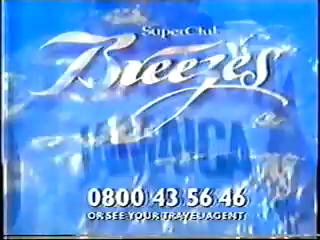 SuperClub
Breezes
JAMAICA
0800 43 56 46
OR SEE YOUR TRAVEL AGENT